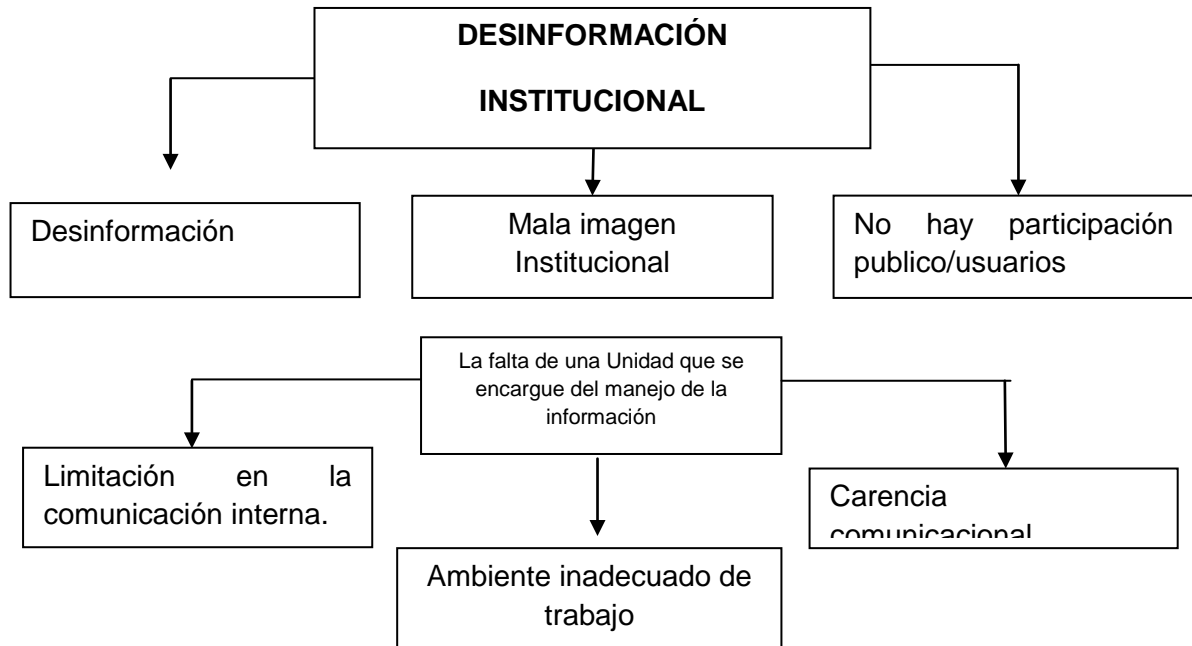 DESINFORMACIÓN
INSTITUCIONAL
Desinformación
Mala imagen
Institucional
No hay participación
publico/usuarios
La falta de una Unidad que se
encargue del manejo de la
información
Limitación en la
comunicación interna.
Ambiente inadecuado de
trabajo
Carencia
comunicacional